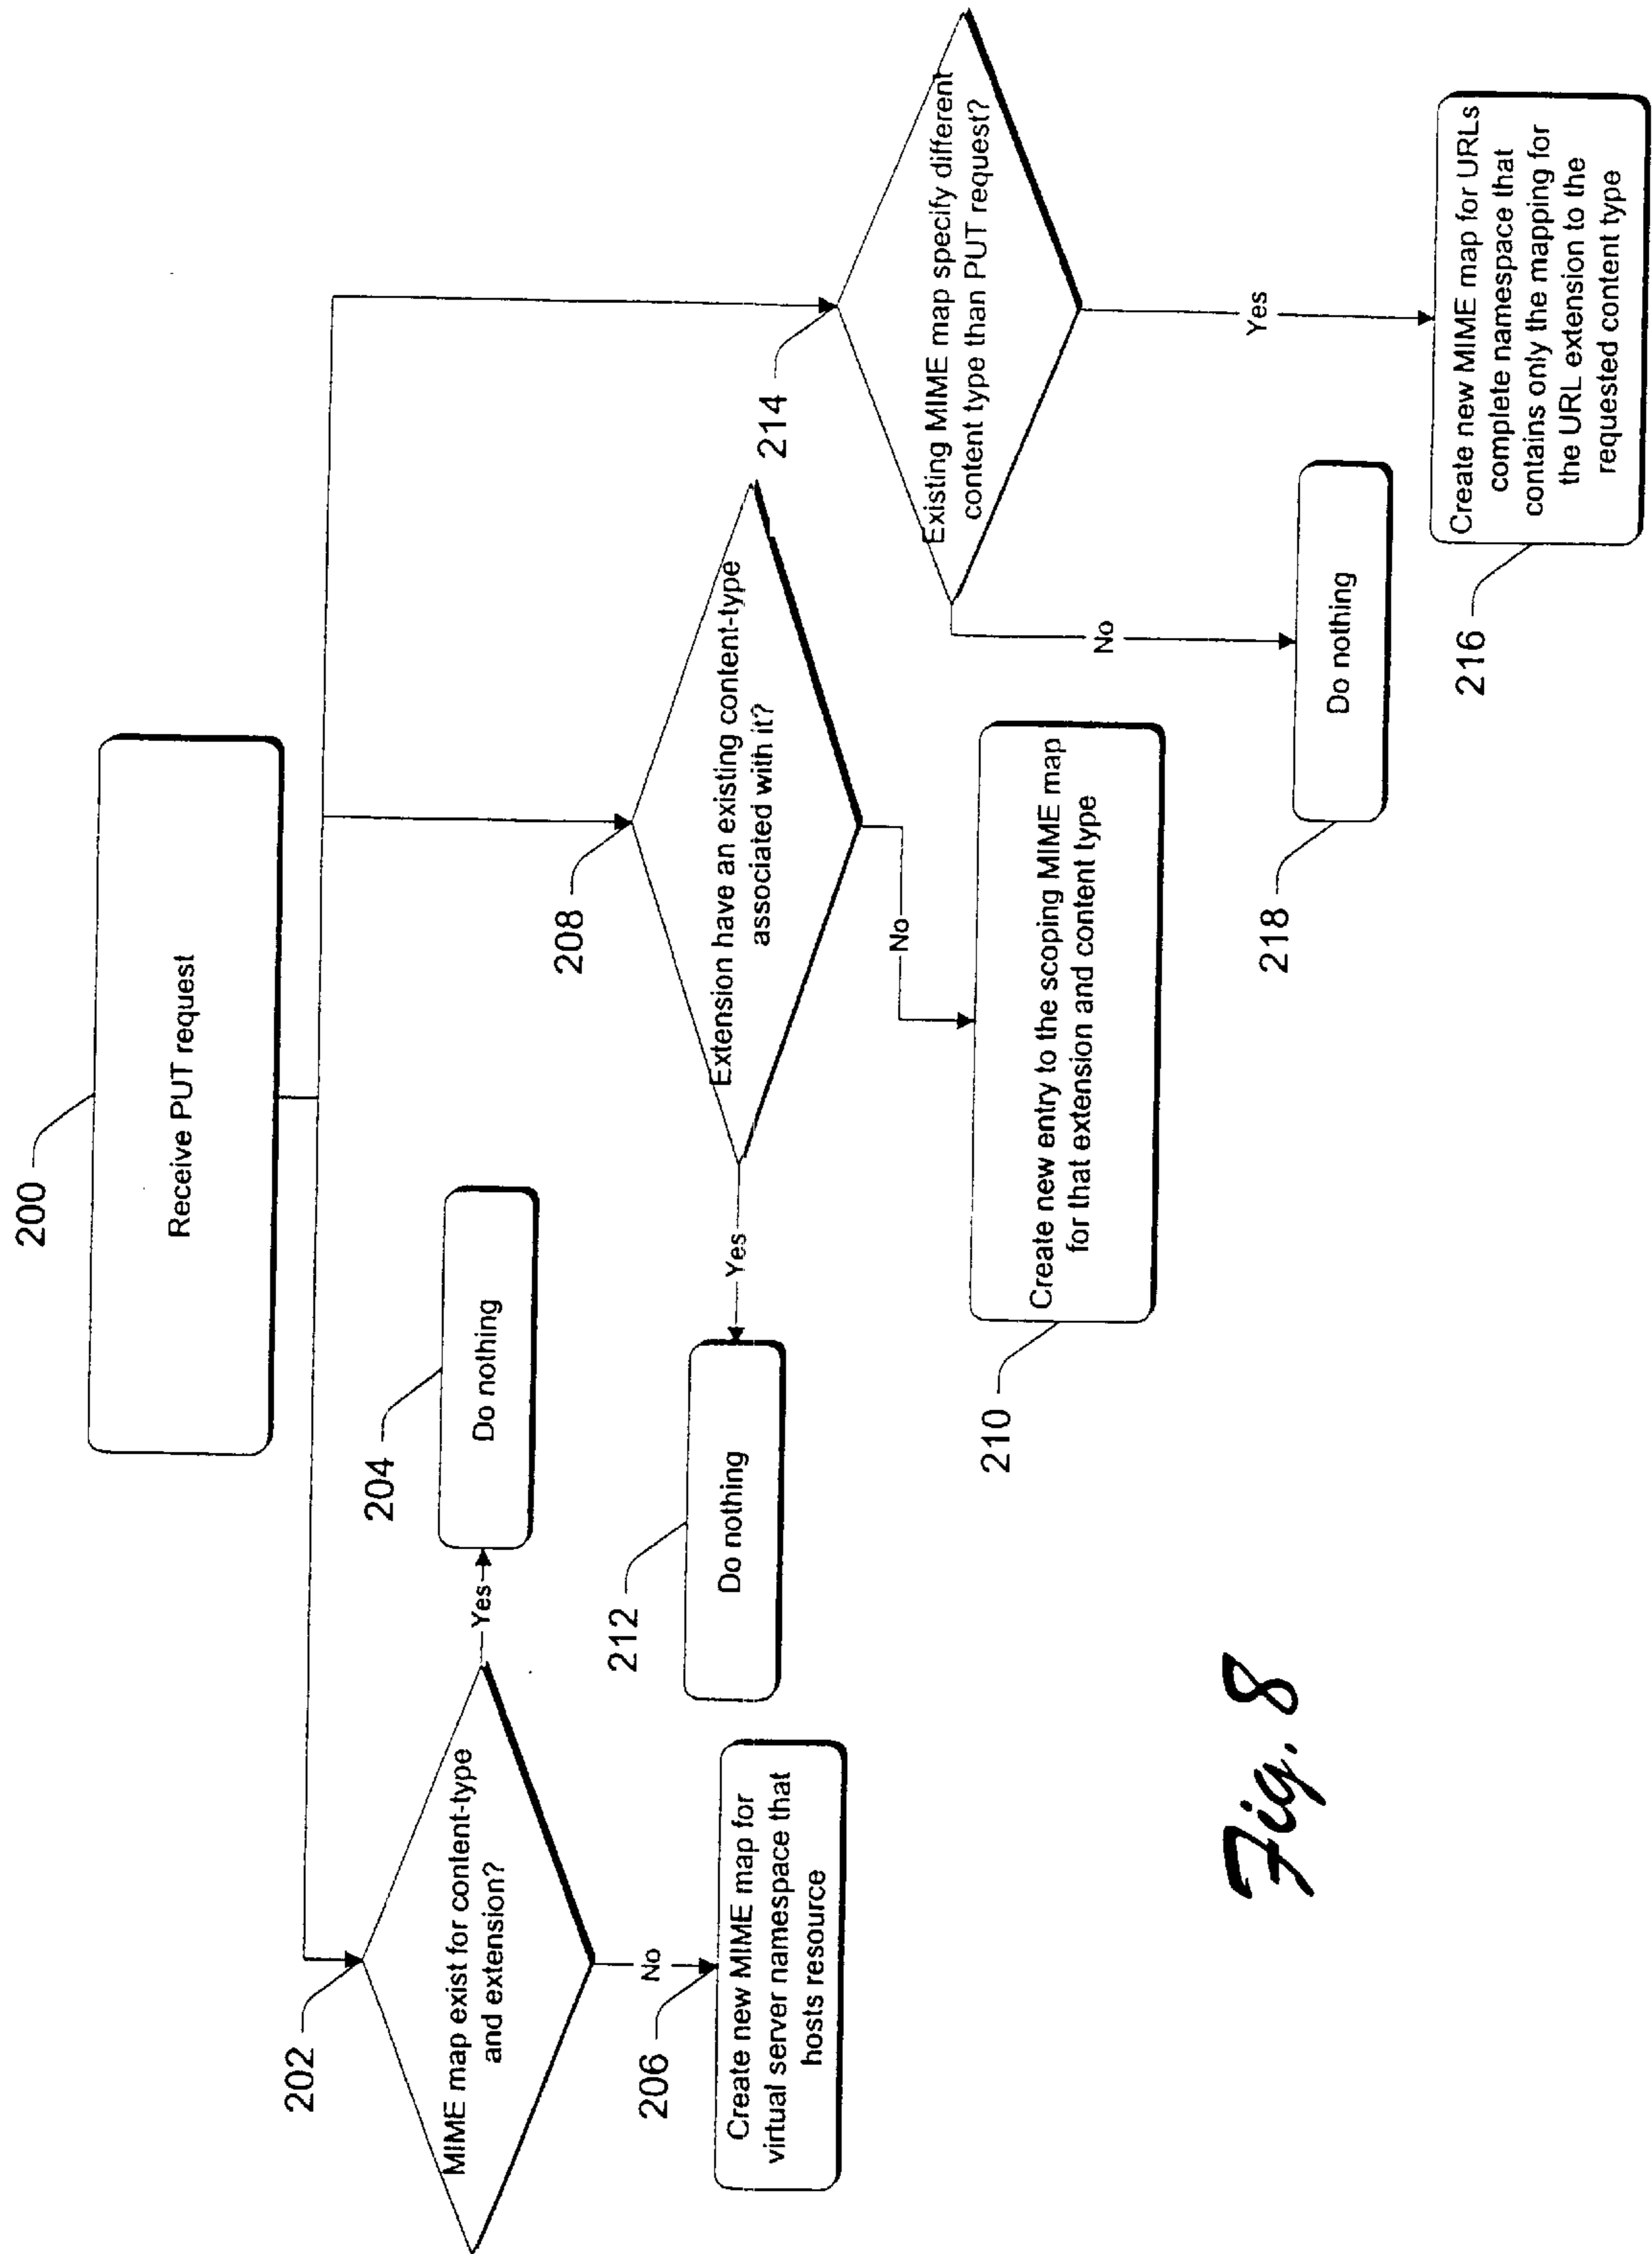 200
Receive PUT request
202
MIME map exist for content-type
and extension?
Yes
204
Do nothing
No
206
Create new MIME map for
virtual server namespace that
hosts resource
208
Extension have an existing content-type
associated with it?
Yes
212
Do nothing
No
210
Create new entry to the scoping MIME map
for that extension and content type
214
Existing MIME map specify different
content type than PUT request?
No
218
Do nothing
Yes
216
Create new MIME map for URLs
complete namespace that
contains only the mapping for
the URL extension to the
requested content type
Fig. 8